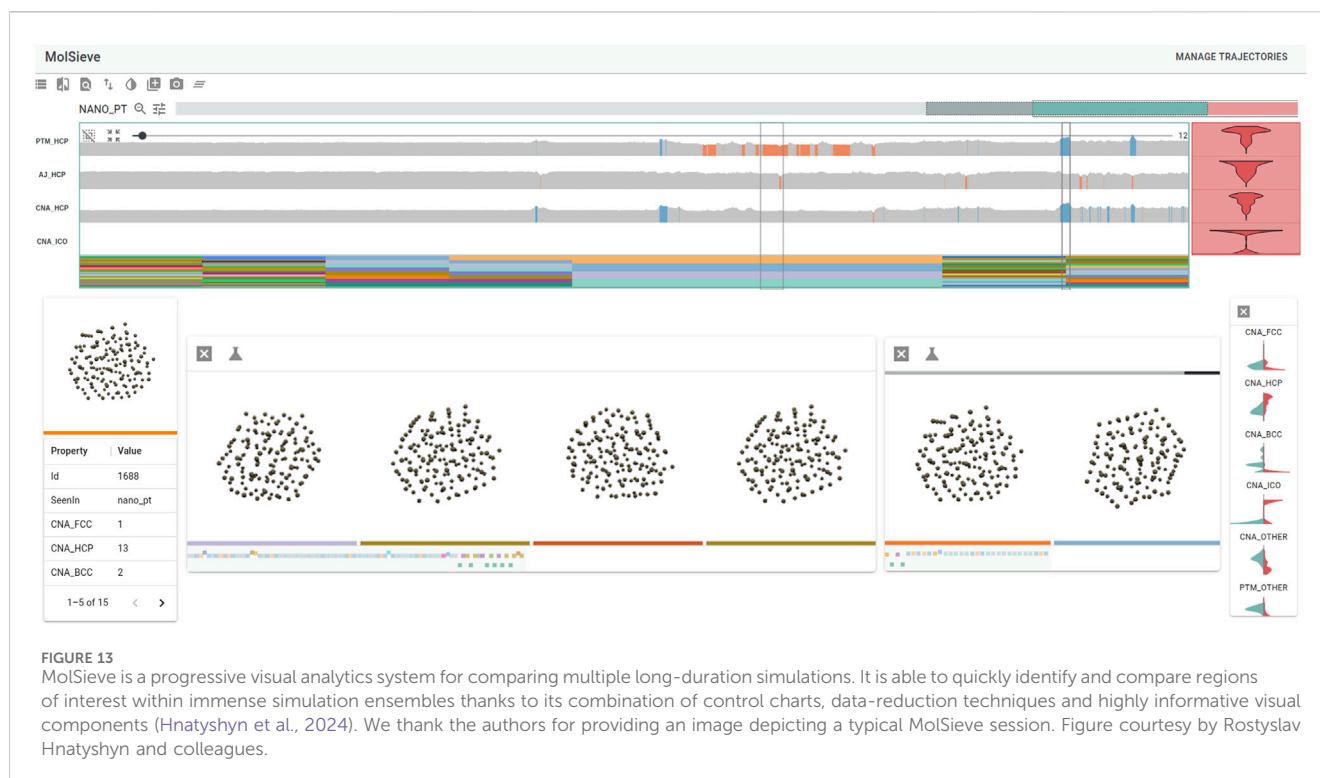 MolSieve
MANAGE TRAJECTORIES
NANO_PT
12
PTM_HCP
AJ_HCP
CNA_HCP
CNA_ICO
Property Value
Id 1688
SeenIn nano_pt
CNA_FCC 1
CNA_HCP 13
CNA_BCC 2
1–5 of 15
CNA_FCC
CNA_HCP
CNA_BCC
CNA_ICO
CNA_OTHER
PTM_OTHER
FIGURE 13
MolSieve is a progressive visual analytics system for comparing multiple long-duration simulations. It is able to quickly identify and compare regions
of interest within immense simulation ensembles thanks to its combination of control charts, data-reduction techniques and highly informative visual
components (Hnatyshyn et al., 2024). We thank the authors for providing an image depicting a typical MolSieve session. Figure courtesy by Rostyslav
Hnatyshyn and colleagues.